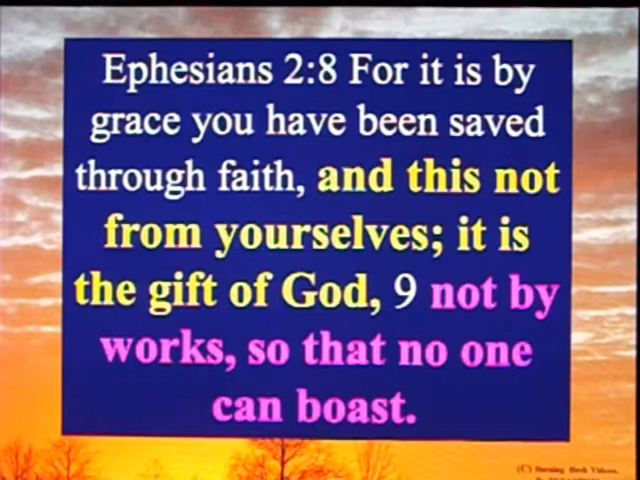 Ephesians 2:8 For it is by
grace you have been saved
through faith, and this not
from yourselves; it is
the gift of God, 9 not by
works, so that no one
can boast.
(C)